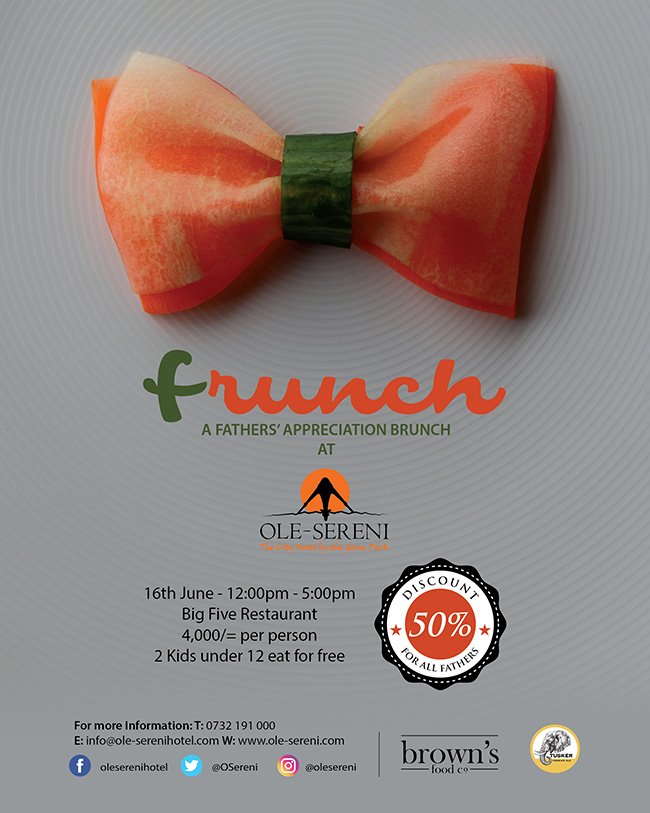 frunch
A FATHERS' APPRECIATION BRUNCH
AT
OLE-SERENI
The City Hotel by the Game Park
16th June - 12:00pm - 5:00pm
Big Five Restaurant
4,000/= per person
2 Kids under 12 eat for free
DISCOUNT
50%
FOR ALL FATHERS
For more Information: T: 0732 191 000
E: info@ole-serenihotel.com W: www.ole-sereni.com
oleserenihotel
@OSereni
@olesereni
brown's
food co
TUSKER